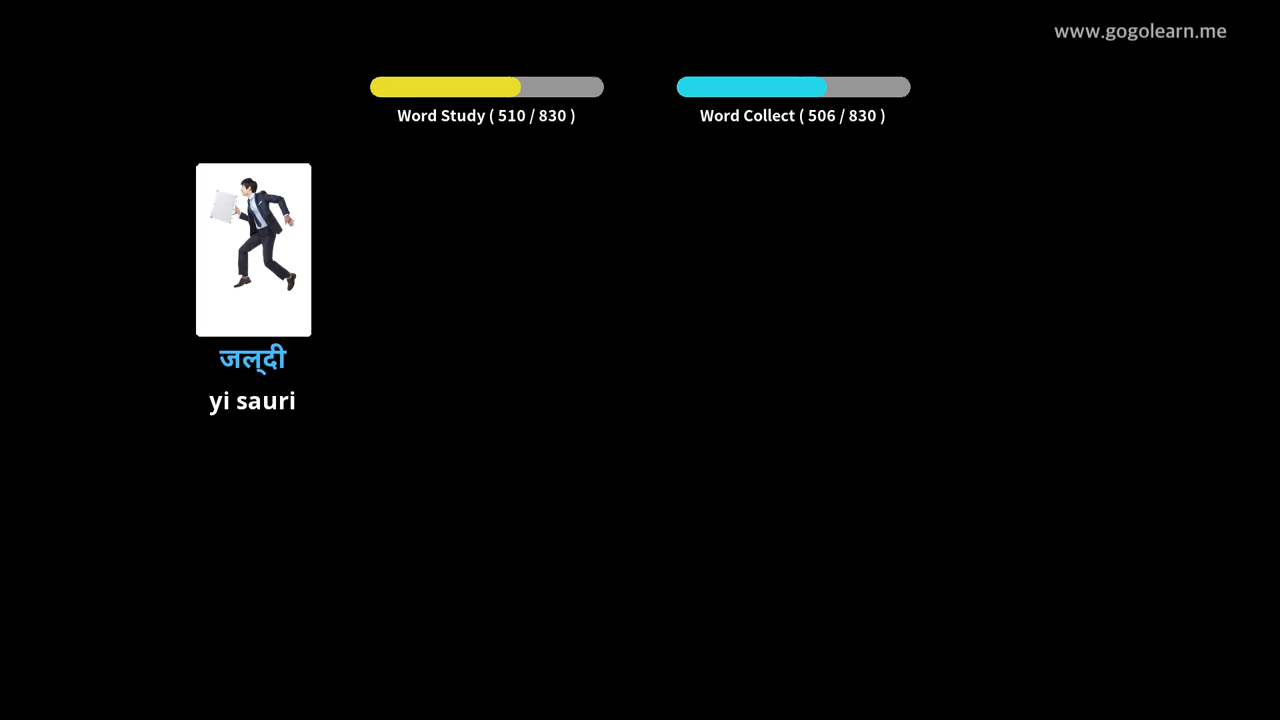 www.gogolearn.me
Word Study ( 510 / 830 )
Word Collect ( 506 / 830 )
जल्दी
yi sauri